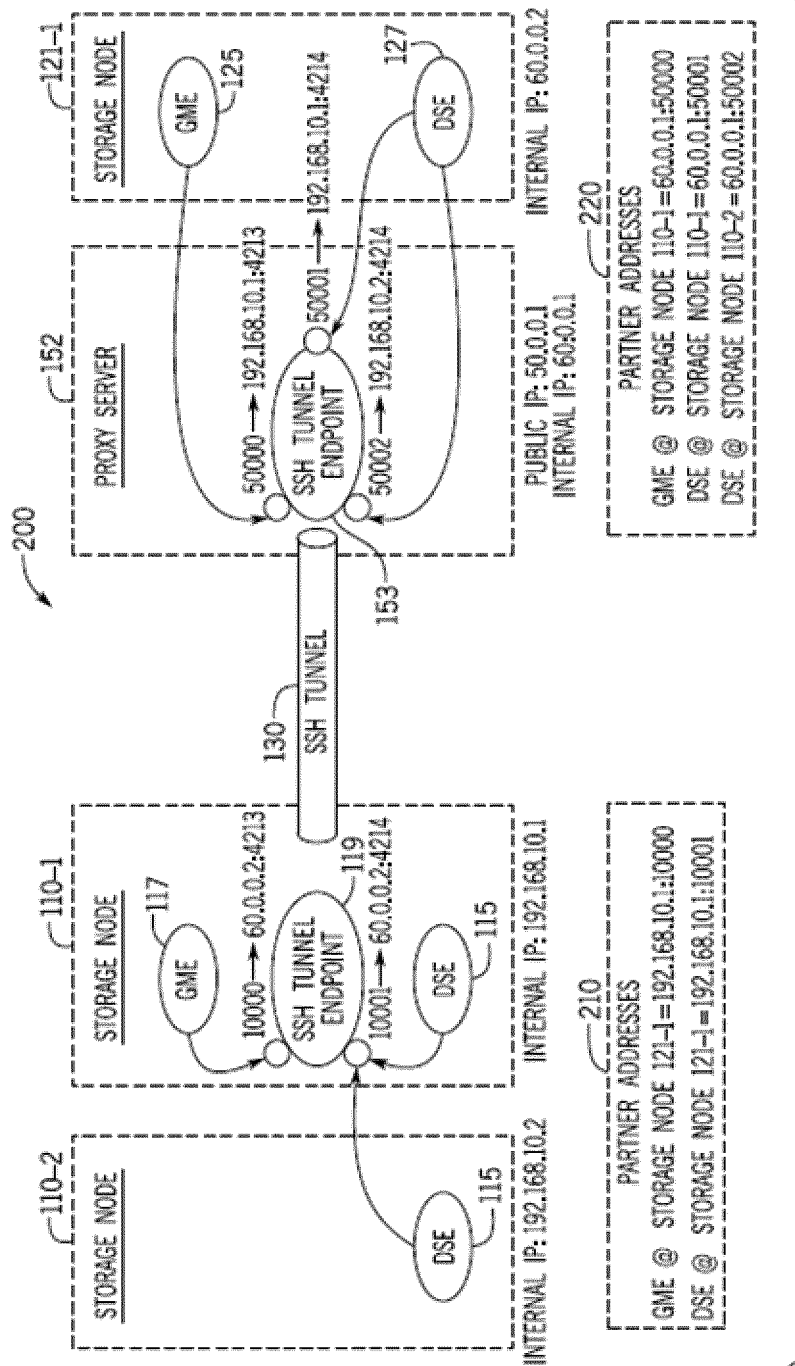 200
110-2
STORAGE NODE
DSE
115
INTERNAL IP: 192.168.10.2
110-1
STORAGE NODE
GME
117
10000 → 60.0.0.2:4213
SSH TUNNEL
ENDPOINT
119
10001 → 60.0.0.2:4214
DSE
115
INTERNAL IP: 192.168.10.1
130
SSH TUNNEL
152
PROXY SERVER
50000 → 192.168.10.1:4213
SSH TUNNEL
ENDPOINT
50001 → 192.168.10.1:4214
50002 → 192.168.10.2:4214
153
PUBLIC IP: 50.0.0.1
INTERNAL IP: 60.0.0.1
121-1
STORAGE NODE
GME
125
127
DSE
INTERNAL IP: 60.0.0.2
210
PARTNER ADDRESSES
GME @ STORAGE NODE 121-1=192.168.10.1:10000
DSE @ STORAGE NODE 121-1=192.168.10.1:10001
220
PARTNER ADDRESSES
GME @ STORAGE NODE 110-1=60.0.0.1:50000
DSE @ STORAGE NODE 110-1=60.0.0.1:50001
DSE @ STORAGE NODE 110-2=60.0.0.1:50002